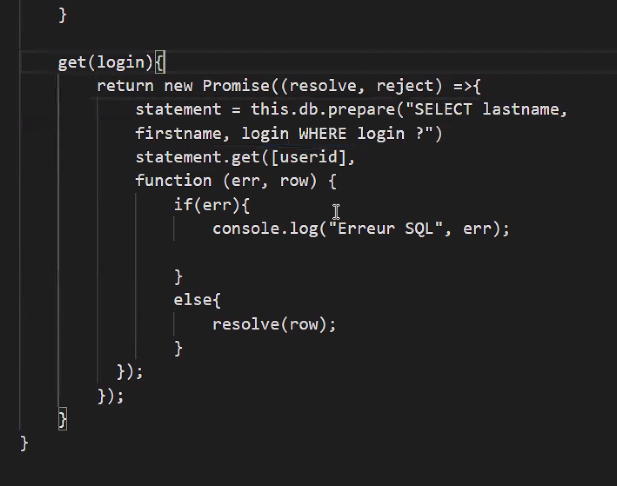 }
get(login){
return new Promise((resolve, reject) =>{
statement = this.db.prepare("SELECT lastname,
firstname, login WHERE login ?")
statement.get([userid],
function (err, row) {
if(err){
console.log("Erreur SQL", err);
}
else{
resolve(row);
}
});
});
}
}